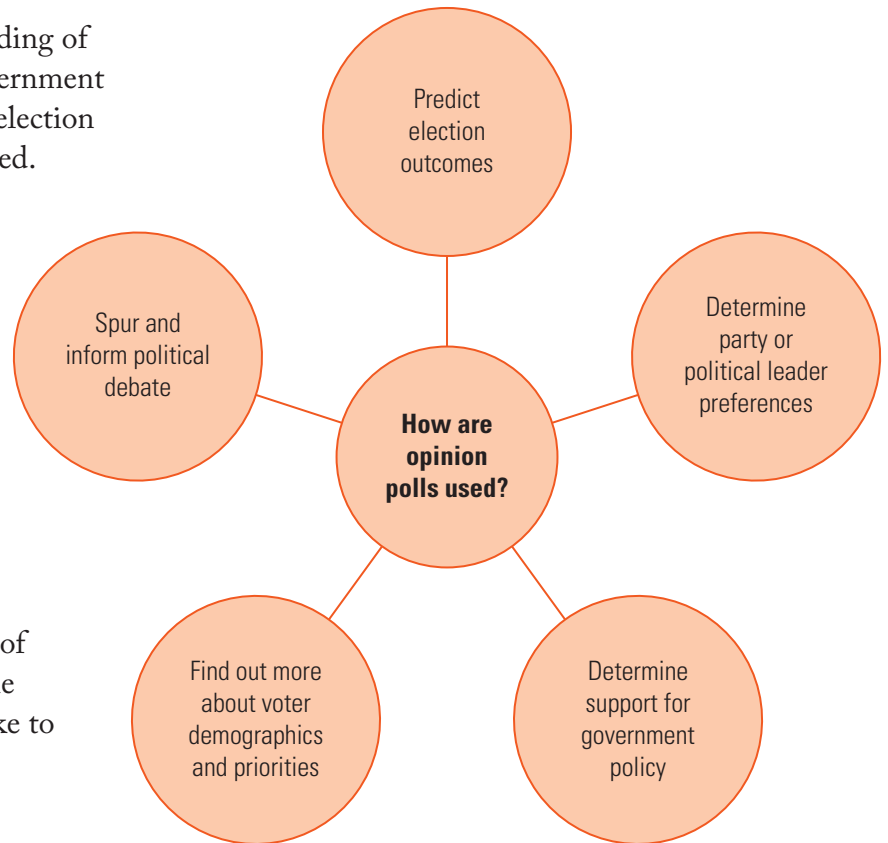 ding of
ernment
election
ed.
Predict
election
outcomes
Spur and
inform political
debate
Determine
party or
political leader
preferences
How are
opinion
polls used?
of
e
ke to
Find out more
about voter
demographics
and priorities
Determine
support for
government
policy